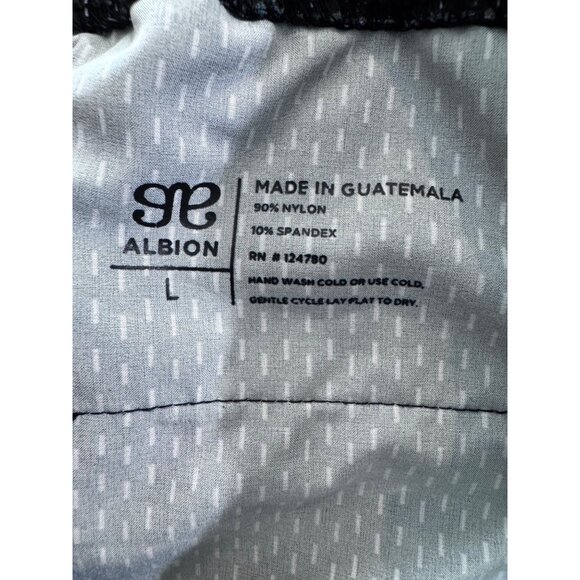 ALBION
L
MADE IN GUATEMALA
90% NYLON
10% SPANDEX
RN # 124780
HAND WASH COLD OR USE COLD,
GENTLE CYCLE LAY FLAT TO DRY.